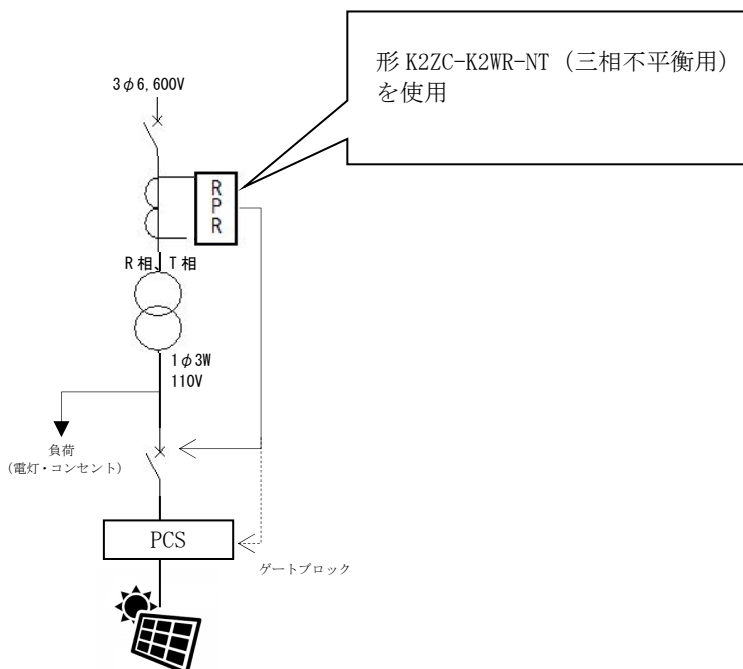 形 K2ZC-K2WR-NT（三相不平衡用）
を使用
3φ6,600V
RPR
R相、T相
1φ3W
110V
負荷
（電灯・コンセント）
PCS
ゲートブロック